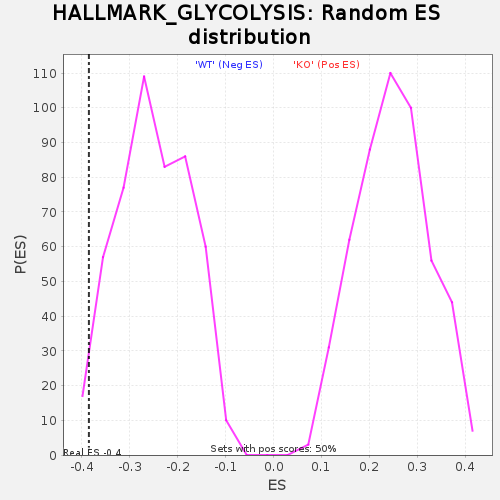 HALLMARK_GLYCOLYSIS: Random ES
distribution
'WT' (Neg ES) 'KO' (Pos ES)
110
100
90
80
70
60
50
40
30
20
10
0
P(ES)
Real ES -0.4
Sets with pos scores: 50%
-0.4 -0.3 -0.2 -0.1 0.0 0.1 0.2 0.3 0.4
ES